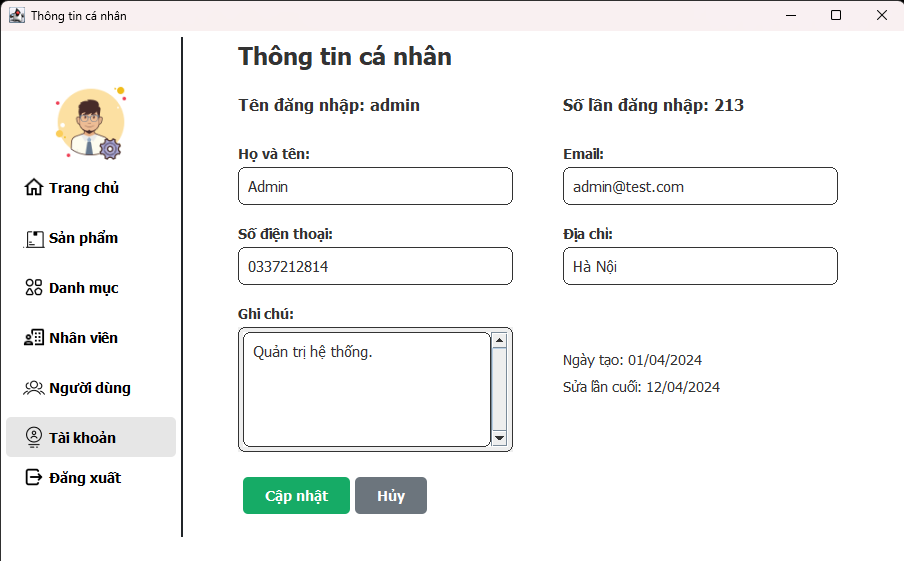 Thông tin cá nhân
Trang chủ
Sản phẩm
Danh mục
Nhân viên
Người dùng
Tài khoản
Đăng xuất
Thông tin cá nhân
Tên đăng nhập: admin
Số lần đăng nhập: 213
Họ và tên:
Email:
Admin
admin@test.com
Số điện thoại:
Địa chỉ:
0337212814
Hà Nội
Ghi chú:
Quản trị hệ thống.
Ngày tạo: 01/04/2024
Sửa lần cuối: 12/04/2024
Cập nhật
Hủy